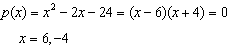 p(x) = x² − 2x − 24 = (x − 6)(x + 4) = 0
x = 6, −4